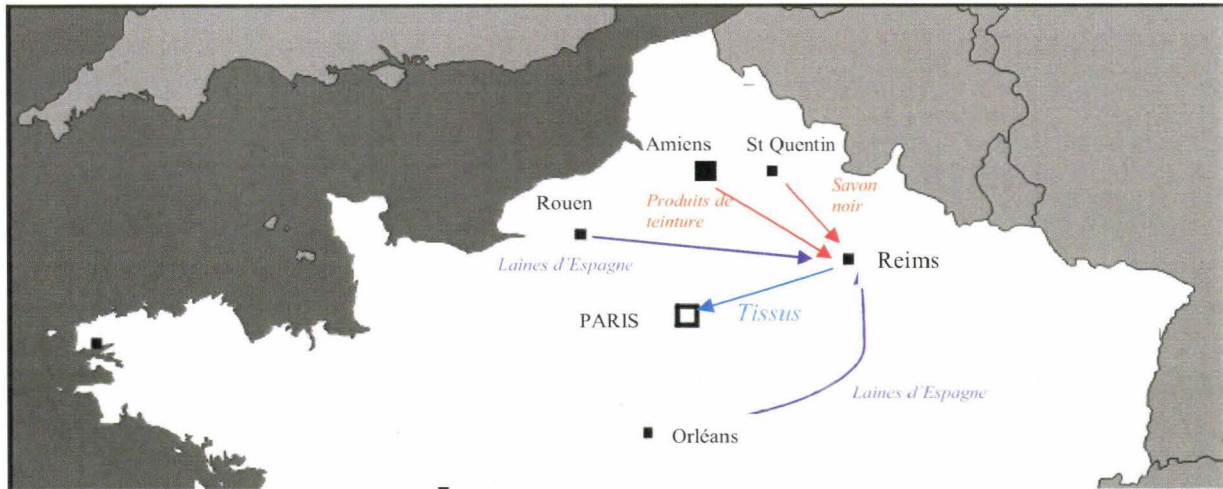 Amiens
St Quentin
Produits de
teinture
Savon
noir
Rouen
Laines d'Espagne
Reims
PARIS
Tissus
Laines d'Espagne
Orléans